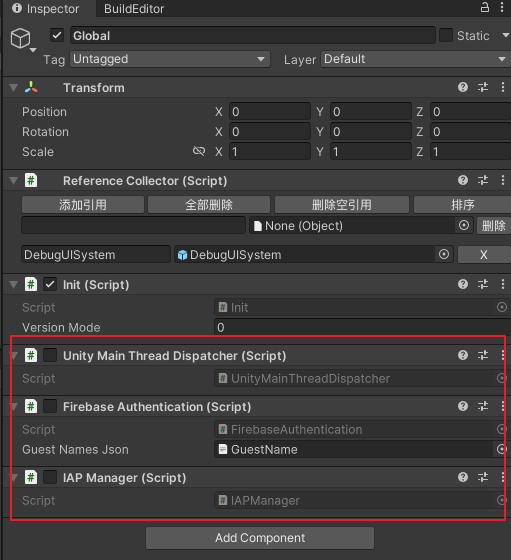 Inspector BuildEditor
Global Static
Tag Untagged Layer Default
Transform
Position X 0 Y 0 Z 0
Rotation X 0 Y 0 Z 0
Scale X 1 Y 1 Z 1
# Reference Collector (Script)
添加引用 全部删除 删除空引用 排序
None (Object) 删除
DebugUISystem DebugUISystem X
# Init (Script)
Script # Init
Version Mode 0
# Unity Main Thread Dispatcher (Script)
Script # UnityMainThreadDispatcher
# Firebase Authentication (Script)
Script # FirebaseAuthentication
Guest Names Json GuestName
# IAP Manager (Script)
Script # IAPManager
Add Component